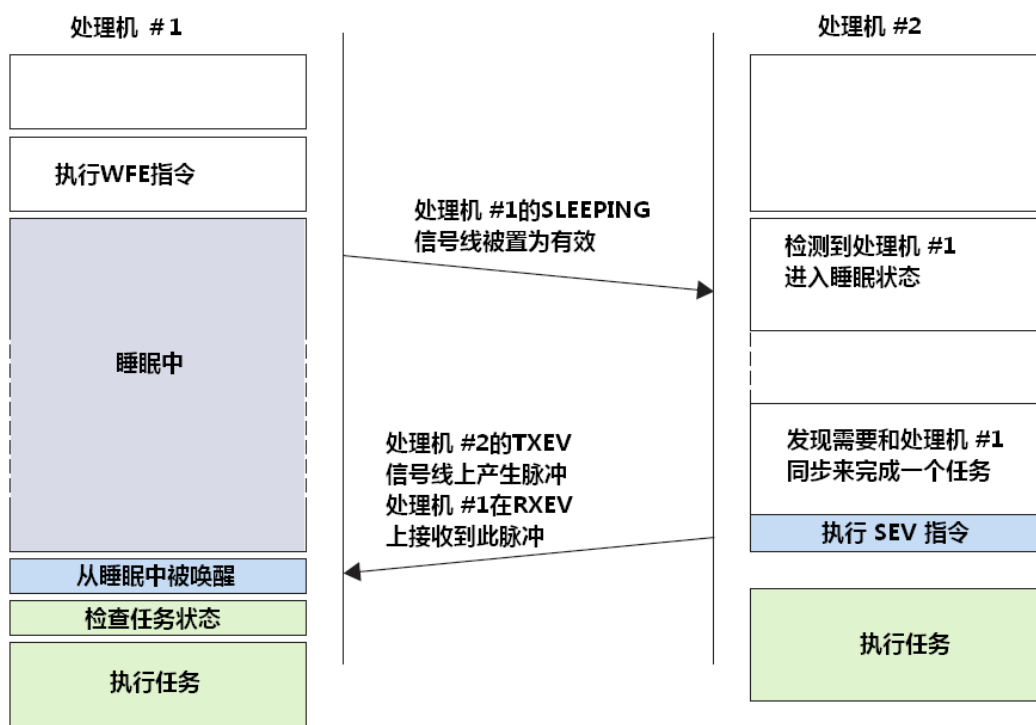 处理机 #1
处理机 #2
执行WFE指令
处理机 #1的SLEEPING
信号线被置为有效
检测到处理机 #1
进入睡眠状态
睡眠中
处理机 #2的TXEV
信号线上产生脉冲
处理机 #1在RXEV
上接收到此脉冲
发现需要和处理机 #1
同步来完成一个任务
执行 SEV 指令
从睡眠中被唤醒
检查任务状态
执行任务
执行任务